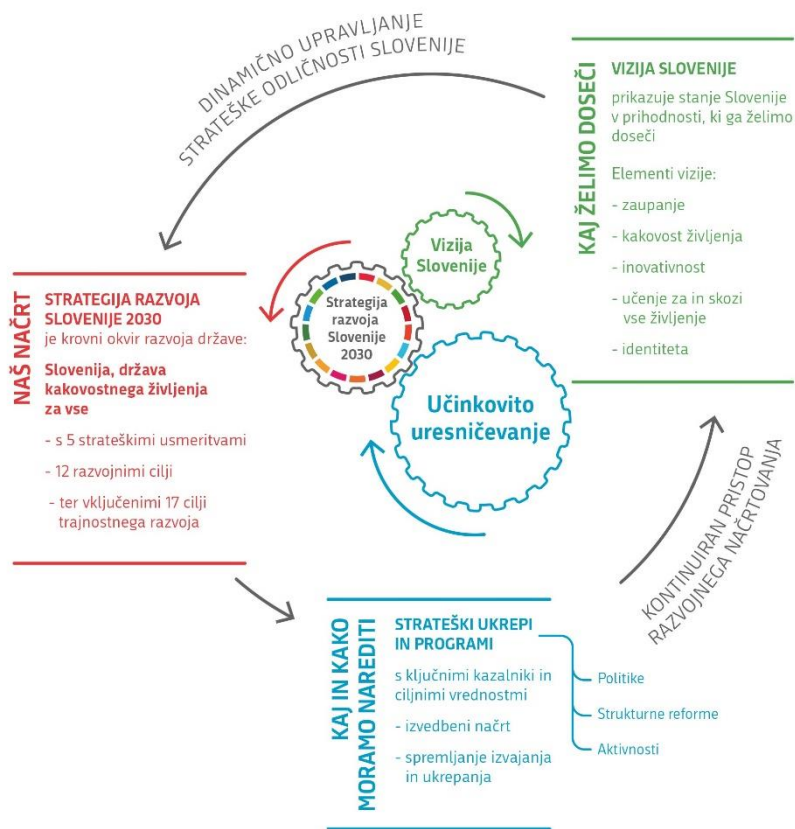 DINAMIČNO UPRAVLJANJE
STRATEŠKE ODLIČNOSTI SLOVENIJE
KAJ ŽELIMO DOSEČI
VIZIJA SLOVENIJE
prikazuje stanje Slovenije
v prihodnosti, ki ga želimo
doseči
Elementi vizije:
- zaupanje
- kakovost življenja
- inovativnost
- učenje za in skozi
vse življenje
- identiteta
Vizija
Slovenije
Strategija
razvoja
Slovenije
2030
Učinkovito
uresničevanje
NAŠ NAČRT
STRATEGIJA RAZVOJA
SLOVENIJE 2030
je krovni okvir razvoja države:
Slovenija, država
kakovostnega življenja
za vse
- s 5 strateškimi usmeritvami
- 12 razvojnimi cilji
- ter vključenimi 17 cilji
trajnostnega razvoja
KAJ IN KAKO
MORAMO NAREDITI
STRATEŠKI UKREPI
IN PROGRAMI
s ključnimi kazalniki in
ciljnimi vrednostmi
- izvedbeni načrt
- spremljanje izvajanja
in ukrepanja
Politike
Strukturne reforme
Aktivnosti
KONTINUIRAN PRISTOP
RAZVOJNEGA NAČRTOVANJA